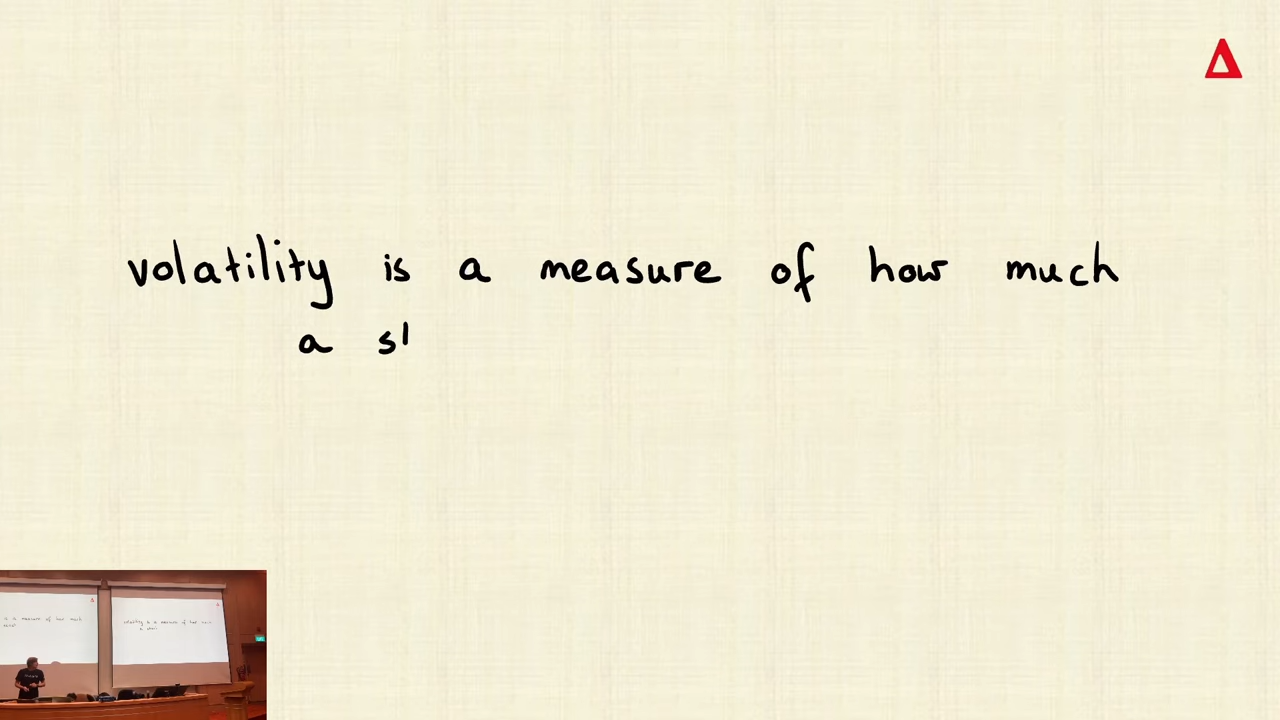 volatility is a measure of how much
a s